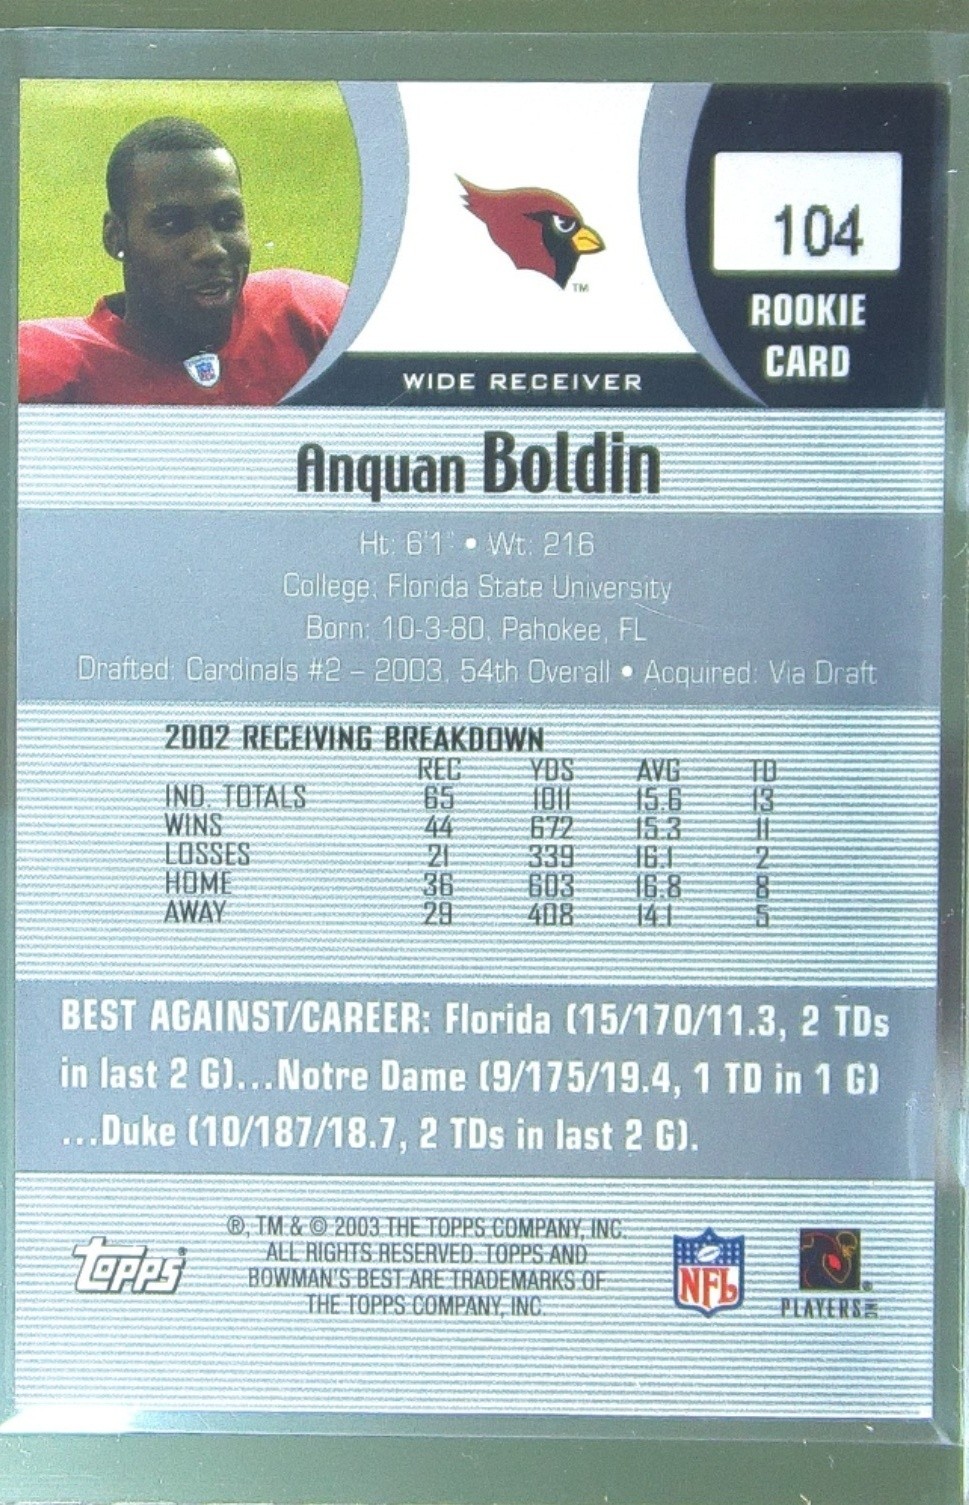 104
ROOKIE
CARD
TM
WIDE RECEIVER
Anquan Boldin
Ht: 6'1" • Wt: 216
College: Florida State University
Born: 10-3-80, Pahokee, FL
Drafted: Cardinals #2 – 2003, 54th Overall • Acquired: Via Draft
2002 RECEIVING BREAKDOWN
REC YDS AVG TD
IND. TOTALS 65 1011 15.6 13
WINS 44 672 15.3 11
LOSSES 21 339 16.1 2
HOME 36 603 16.8 8
AWAY 29 408 14.1 5
BEST AGAINST/CAREER: Florida (15/170/11.3, 2 TDs
in last 2 G)...Notre Dame (9/175/19.4, 1 TD in 1 G)
...Duke (10/187/18.7, 2 TDs in last 2 G).
®, TM & © 2003 THE TOPPS COMPANY, INC.
ALL RIGHTS RESERVED. TOPPS AND
BOWMAN'S BEST ARE TRADEMARKS OF
THE TOPPS COMPANY, INC.
Topps®
NFL
PLAYERS INC